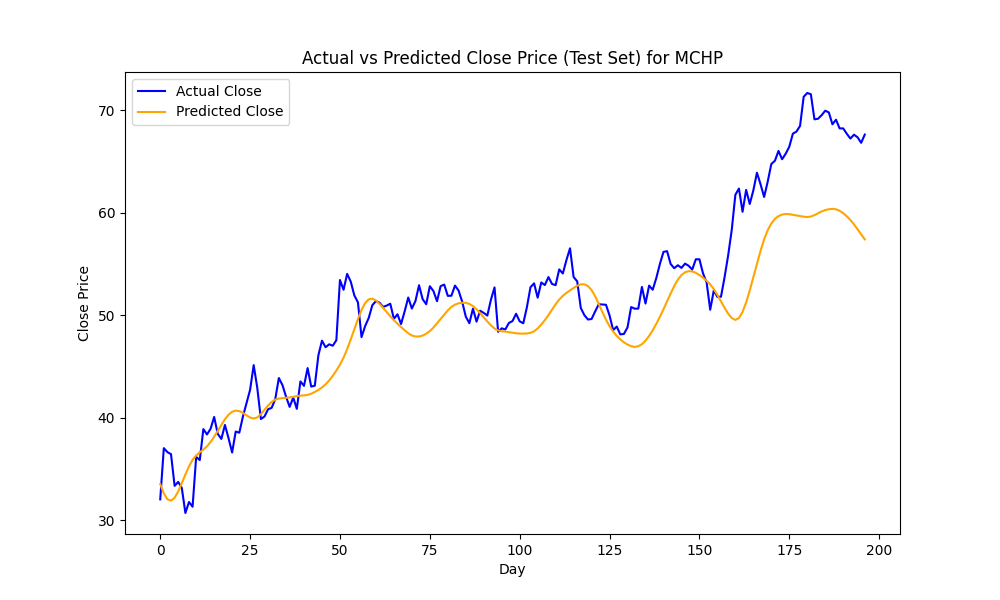 Actual vs Predicted Close Price (Test Set) for MCHP
Actual Close
Predicted Close
70
60
50
40
30
Close Price
0 25 50 75 100 125 150 175 200
Day